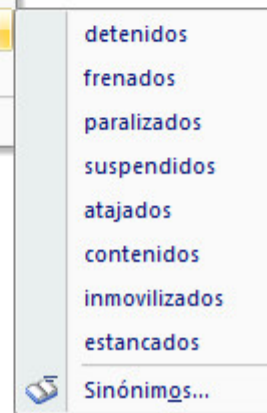 detenidos
frenados
paralizados
suspendidos
atajados
contenidos
inmovilizados
estancados
Sinónimos...